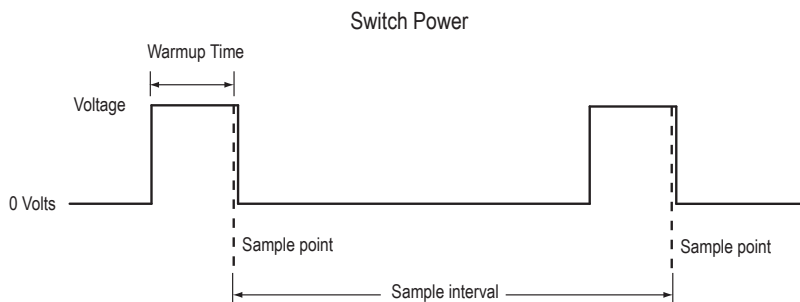 Switch Power
Warmup Time
Voltage
0 Volts
Sample point
Sample point
Sample interval